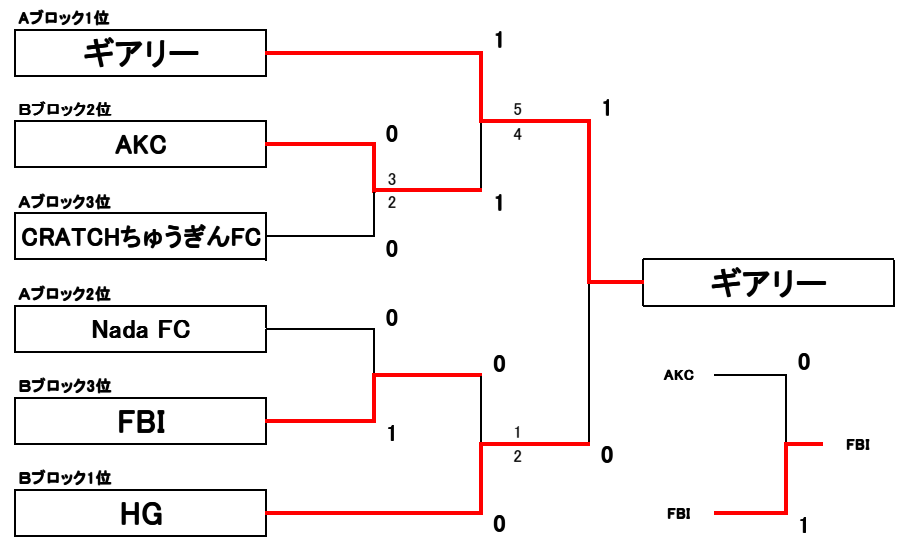 Aブロック1位
ギアリー
1
5
4
1
Bブロック2位
AKC
0
3
2
1
Aブロック3位
CRATCHちゅうぎんFC
0
ギアリー
Aブロック2位
Nada FC
0
0
Bブロック3位
FBI
1
1
2
0
Bブロック1位
HG
0
AKC
0
FBI
FBI
1